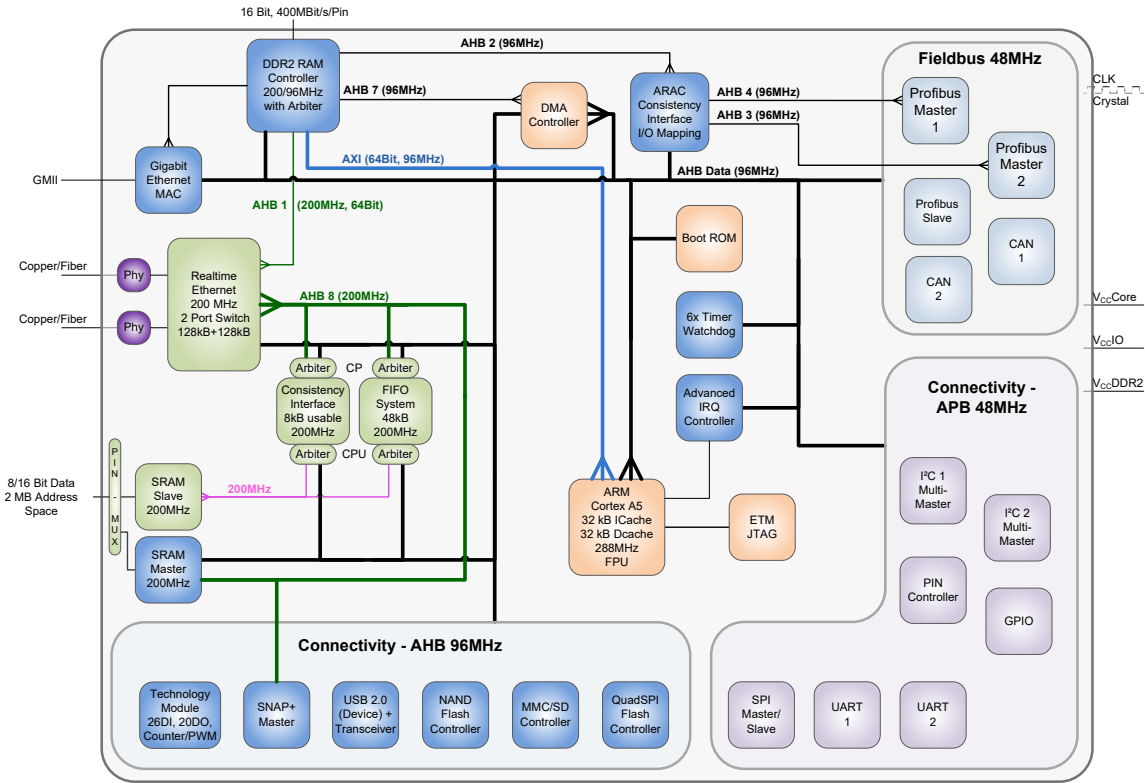 16 Bit, 400MBit/s/Pin
DDR2 RAM
Controller
200/96MHz
with Arbiter
AHB 2 (96MHz)
AHB 7 (96MHz)
DMA
Controller
ARAC
Consistency
Interface
I/O Mapping
AHB 4 (96MHz)
AHB 3 (96MHz)
Fieldbus 48MHz
Profibus
Master
1
Profibus
Master
2
Profibus
Slave
CAN
1
CAN
2
CLK
Crystal
GMII
Gigabit
Ethernet
MAC
AXI (64Bit, 96MHz)
AHB Data (96MHz)
AHB 1 (200MHz, 64Bit)
Boot ROM
Copper/Fiber
Phy
Copper/Fiber
Phy
Realtime
Ethernet
200 MHz
2 Port Switch
128kB+128kB
AHB 8 (200MHz)
6x Timer
Watchdog
VccCore
VccIO
VccDDR2
Arbiter
CP
Arbiter
Consistency
Interface
8kB usable
200MHz
FIFO
System
48kB
200MHz
Arbiter
CPU
Arbiter
Advanced
IRQ
Controller
Connectivity -
APB 48MHz
8/16 Bit Data
2 MB Address
Space
P
I
N
-
M
U
X
SRAM
Slave
200MHz
200MHz
SRAM
Master
200MHz
ARM
Cortex A5
32 kB ICache
32 kB Dcache
288MHz
FPU
ETM
JTAG
I²C 1
Multi-
Master
I²C 2
Multi-
Master
PIN
Controller
GPIO
SPI
Master/
Slave
UART
1
UART
2
Connectivity - AHB 96MHz
Technology
Module
26DI, 20DO,
Counter/PWM
SNAP+
Master
USB 2.0
(Device) +
Transceiver
NAND
Flash
Controller
MMC/SD
Controller
QuadSPI
Flash
Controller